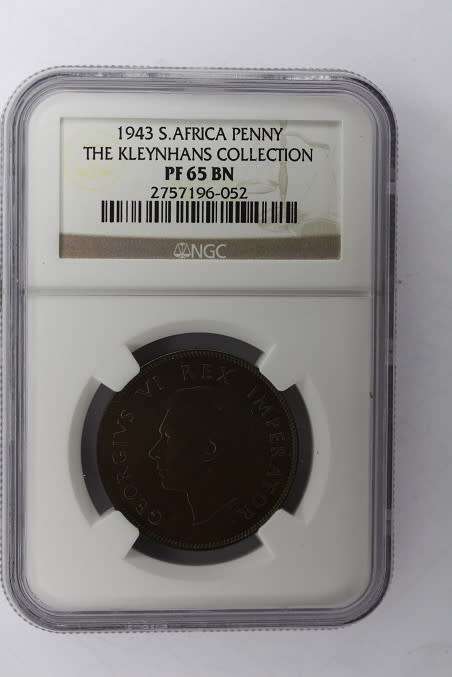 1943 S.AFRICA PENNY
THE KLEYNHANS COLLECTION
PF 65 BN
2757196-052
NGC
GEORGIVS VI REX IMPERATOR